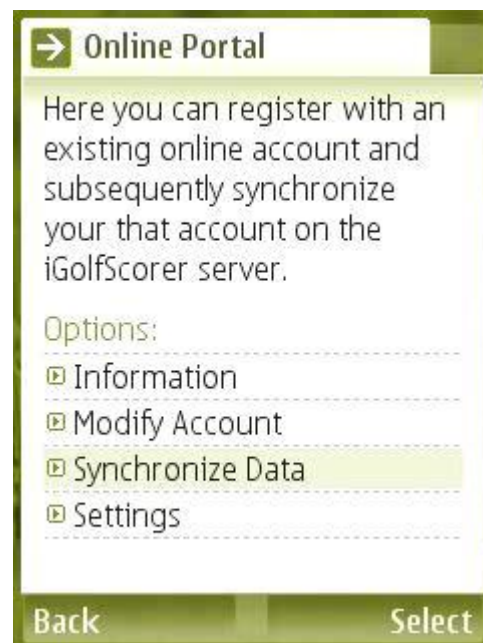 Online Portal
Here you can register with an
existing online account and
subsequently synchronize
your that account on the
iGolfScorer server.
Options:
Information
Modify Account
Synchronize Data
Settings
Back Select